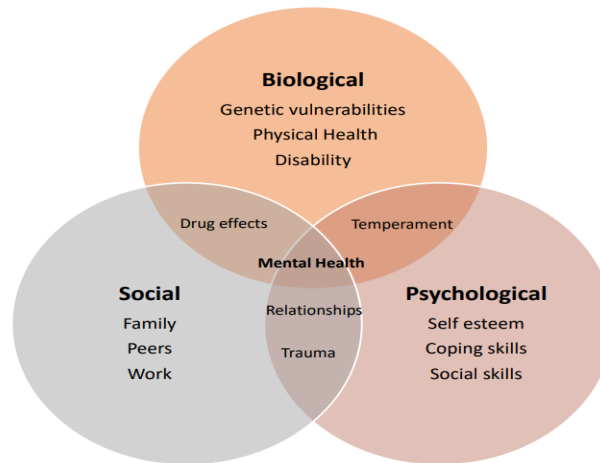 Biological
Genetic vulnerabilities
Physical Health
Disability
Drug effects
Temperament
Mental Health
Social
Family
Peers
Work
Relationships
Trauma
Psychological
Self esteem
Coping skills
Social skills